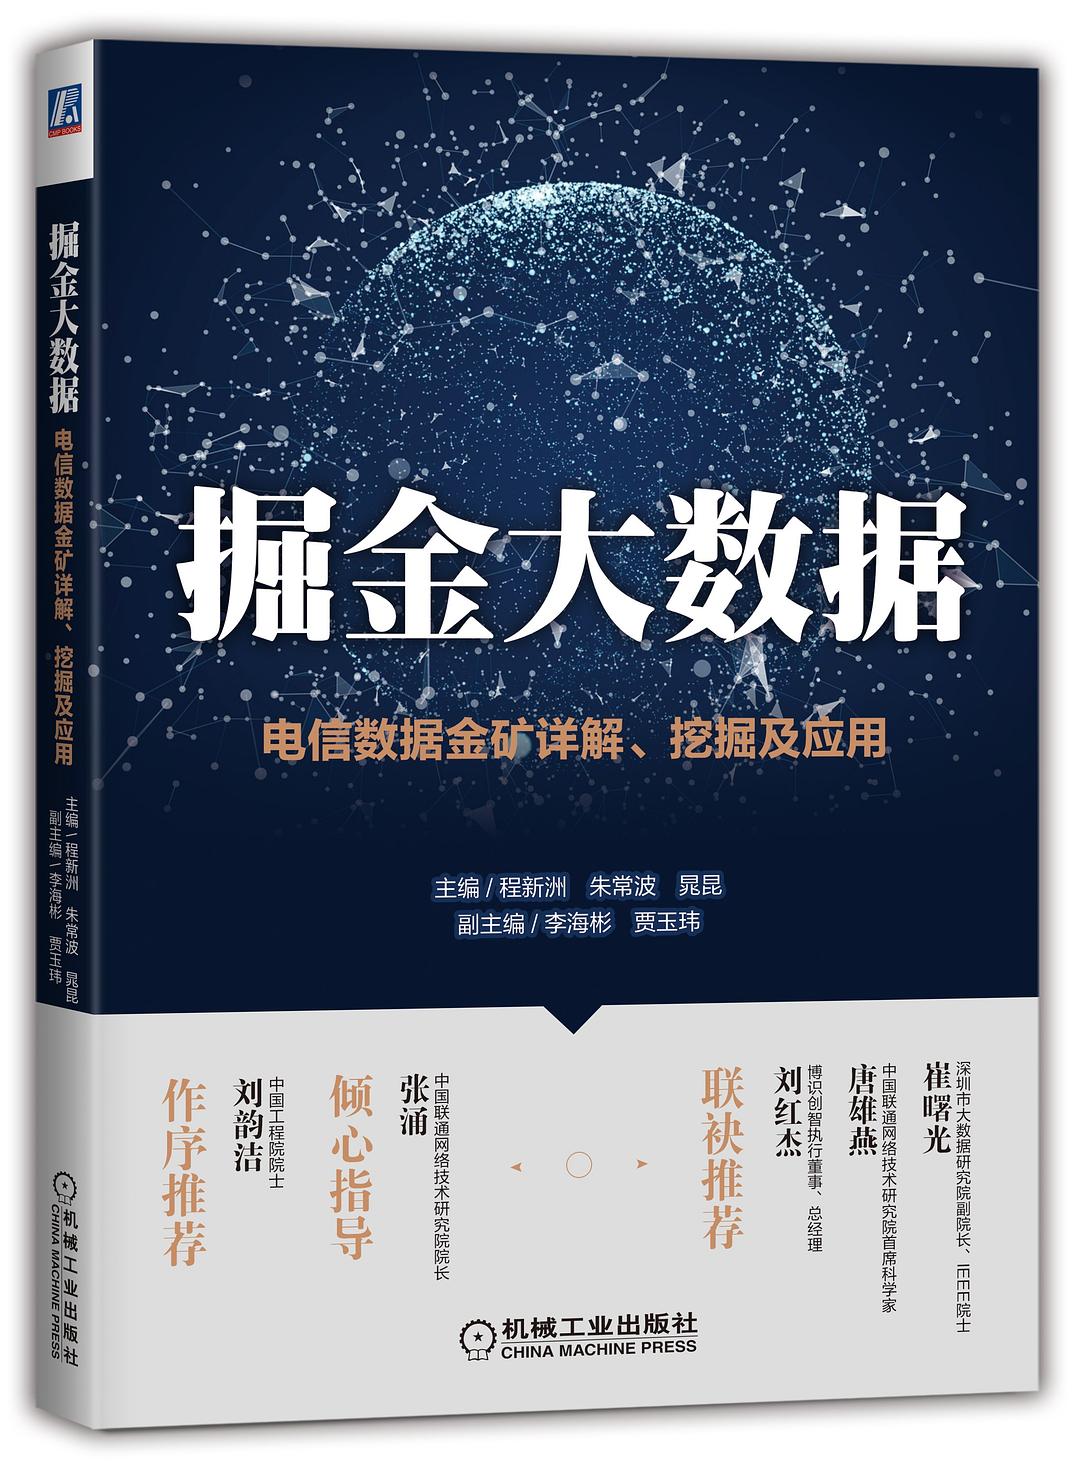 CMP BOOKS
掘金大数据
电信数据金矿详解、挖掘及应用
主编/程新洲 朱常波 晁昆
副主编/李海彬 贾玉玮
机械工业出版社
CHINA MACHINE PRESS
掘金大数据
电信数据金矿详解、挖掘及应用
主编/程新洲 朱常波 晁昆
副主编/李海彬 贾玉玮
深圳市大数据研究院副院长、IEEE院士
崔曙光
中国联通网络技术研究院首席科学家
唐雄燕
博识创智执行董事、总经理
刘红杰
联袂推荐
中国联通网络技术研究院院长
张涌
倾心指导
中国工程院院士
刘韵洁
作序推荐
机械工业出版社
CHINA MACHINE PRESS